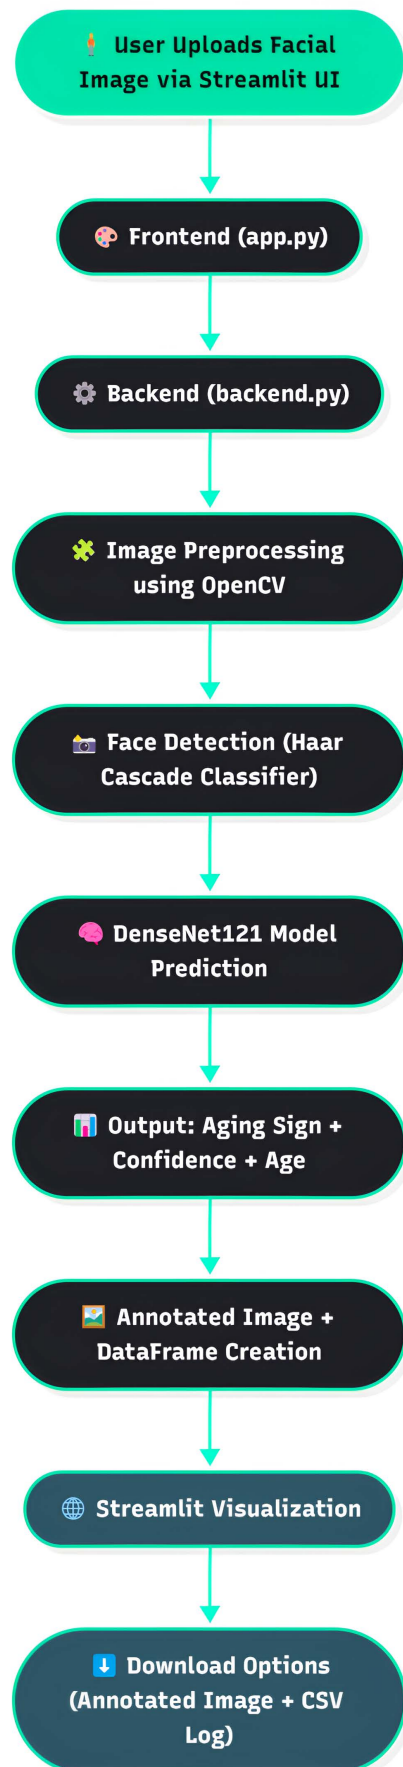 User Uploads Facial
Image via Streamlit UI
Frontend (app.py)
Backend (backend.py)
Image Preprocessing
using OpenCV
Face Detection (Haar
Cascade Classifier)
DenseNet121 Model
Prediction
Output: Aging Sign +
Confidence + Age
Annotated Image +
DataFrame Creation
Streamlit Visualization
Download Options
(Annotated Image + CSV
Log)